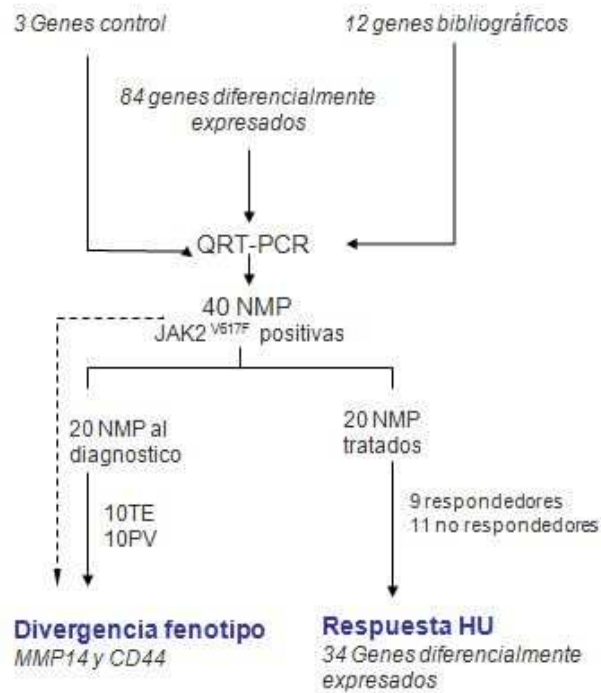 3 Genes control
12 genes bibliográficos
84 genes diferencialmente
expresados
QRT-PCR
40 NMP
JAK2 V617F positivas
20 NMP al
diagnostico
20 NMP
tratados
10TE
10PV
9 respondedores
11 no respondedores
Divergencia fenotipo
MMP14 y CD44
Respuesta HU
34 Genes diferencialmente
expresados